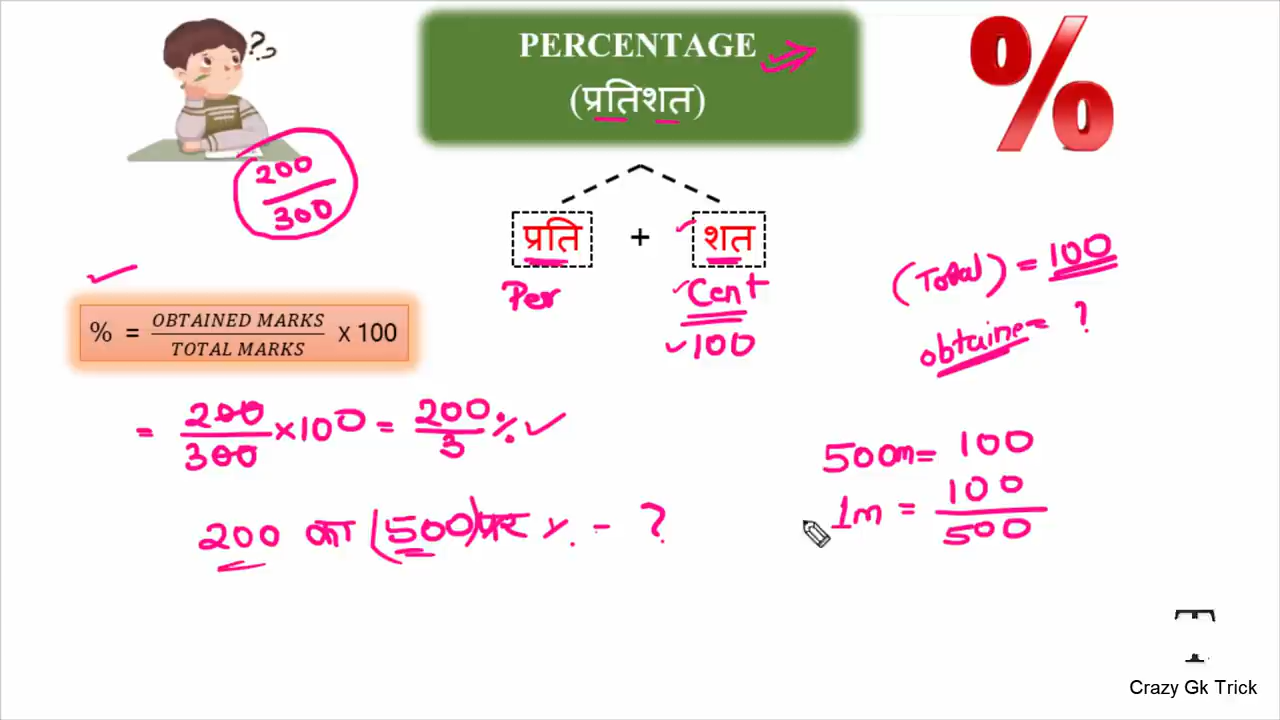 PERCENTAGE
(प्रतिशत)
%
??
200
300
प्रति + शत
Per
Cent
100
(Total) = 100
obtaine = ?
% = OBTAINED MARKS / TOTAL MARKS X 100
= 200/300 × 100 = 200/3 %
500m = 100
1m = 100/500
200 का (500) पर % - ?
Crazy Gk Trick